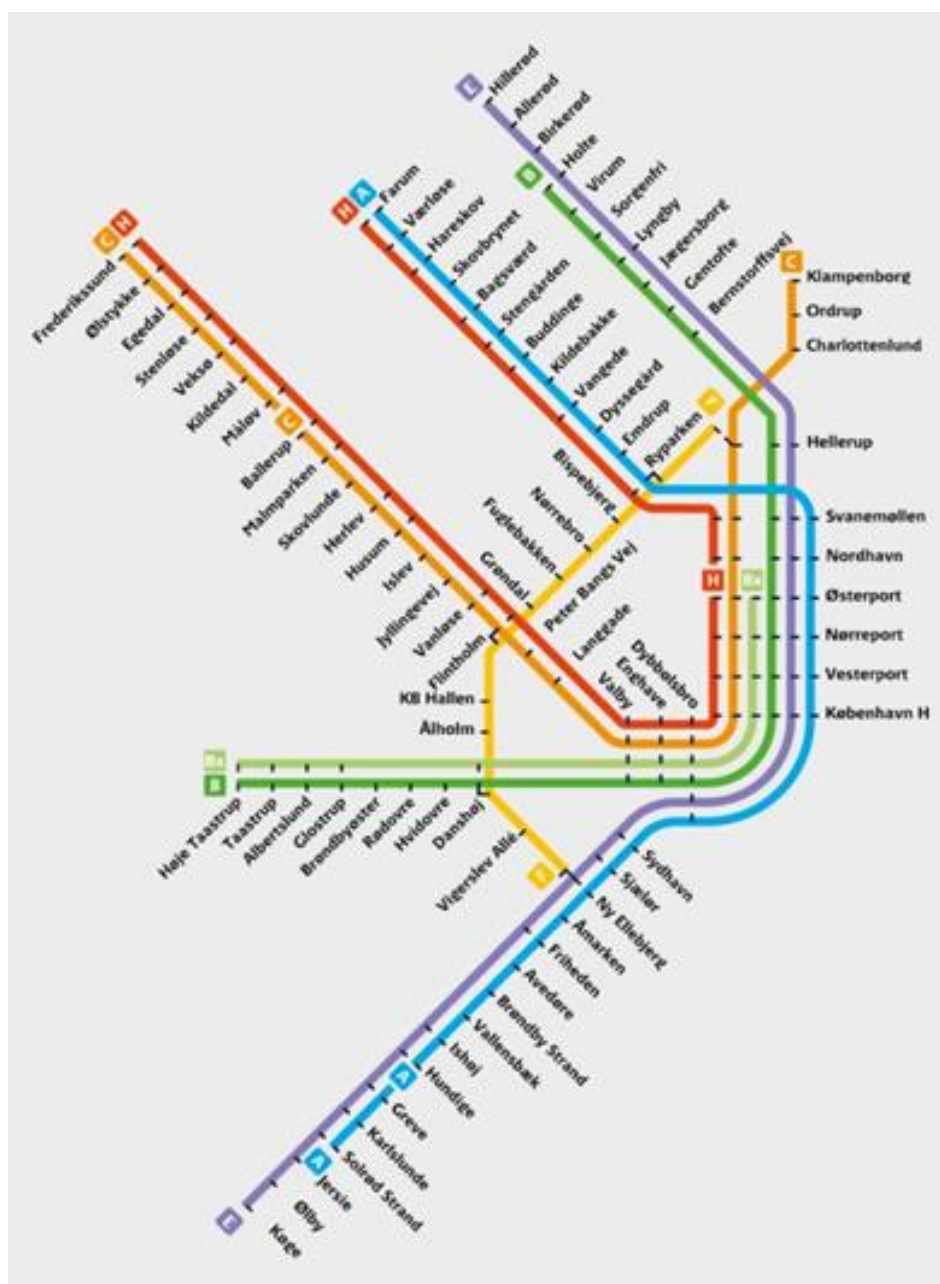 E
Hillerød
Allerød
Birkerød
Holte
B
Virum
Sorgenfri
Lyngby
Jægersborg
Gentofte
Bernstorffsvej
C
Klampenborg
Ordrup
Charlottenlund
Hellerup
H
A
Farum
Værløse
Hareskov
Skovbrynet
Bagsværd
Stengården
Buddinge
Kildebakke
Vangede
Dyssegård
Emdrup
Ryparken
F
Bispebjerg
Nørrebro
Fuglebakken
Grøndal
C
H
Frederikssund
Ølstykke
Egedal
Stenløse
Veksø
Kildedal
Måløv
C
Ballerup
Malmparken
Skovlunde
Herlev
Husum
Islev
Jyllingevej
Vanløse
Flintholm
Peter Bangs Vej
Langgade
Valby
Enghave
Dybbølsbro
Svanemøllen
Nordhavn
H
Bx
Østerport
Nørreport
Vesterport
København H
KB Hallen
Ålholm
Bx
B
Høje Taastrup
Taastrup
Albertslund
Glostrup
Brøndbyøster
Rødovre
Hvidovre
Danshøj
Vigerslev Allé
F
Sydhavn
Sjælør
Ny Ellebjerg
Åmarken
Friheden
Avedøre
Brøndby Strand
Vallensbæk
Ishøj
A
Hundige
Greve
Karlslunde
Solrød Strand
A
Jersie
Ølby
E
Køge